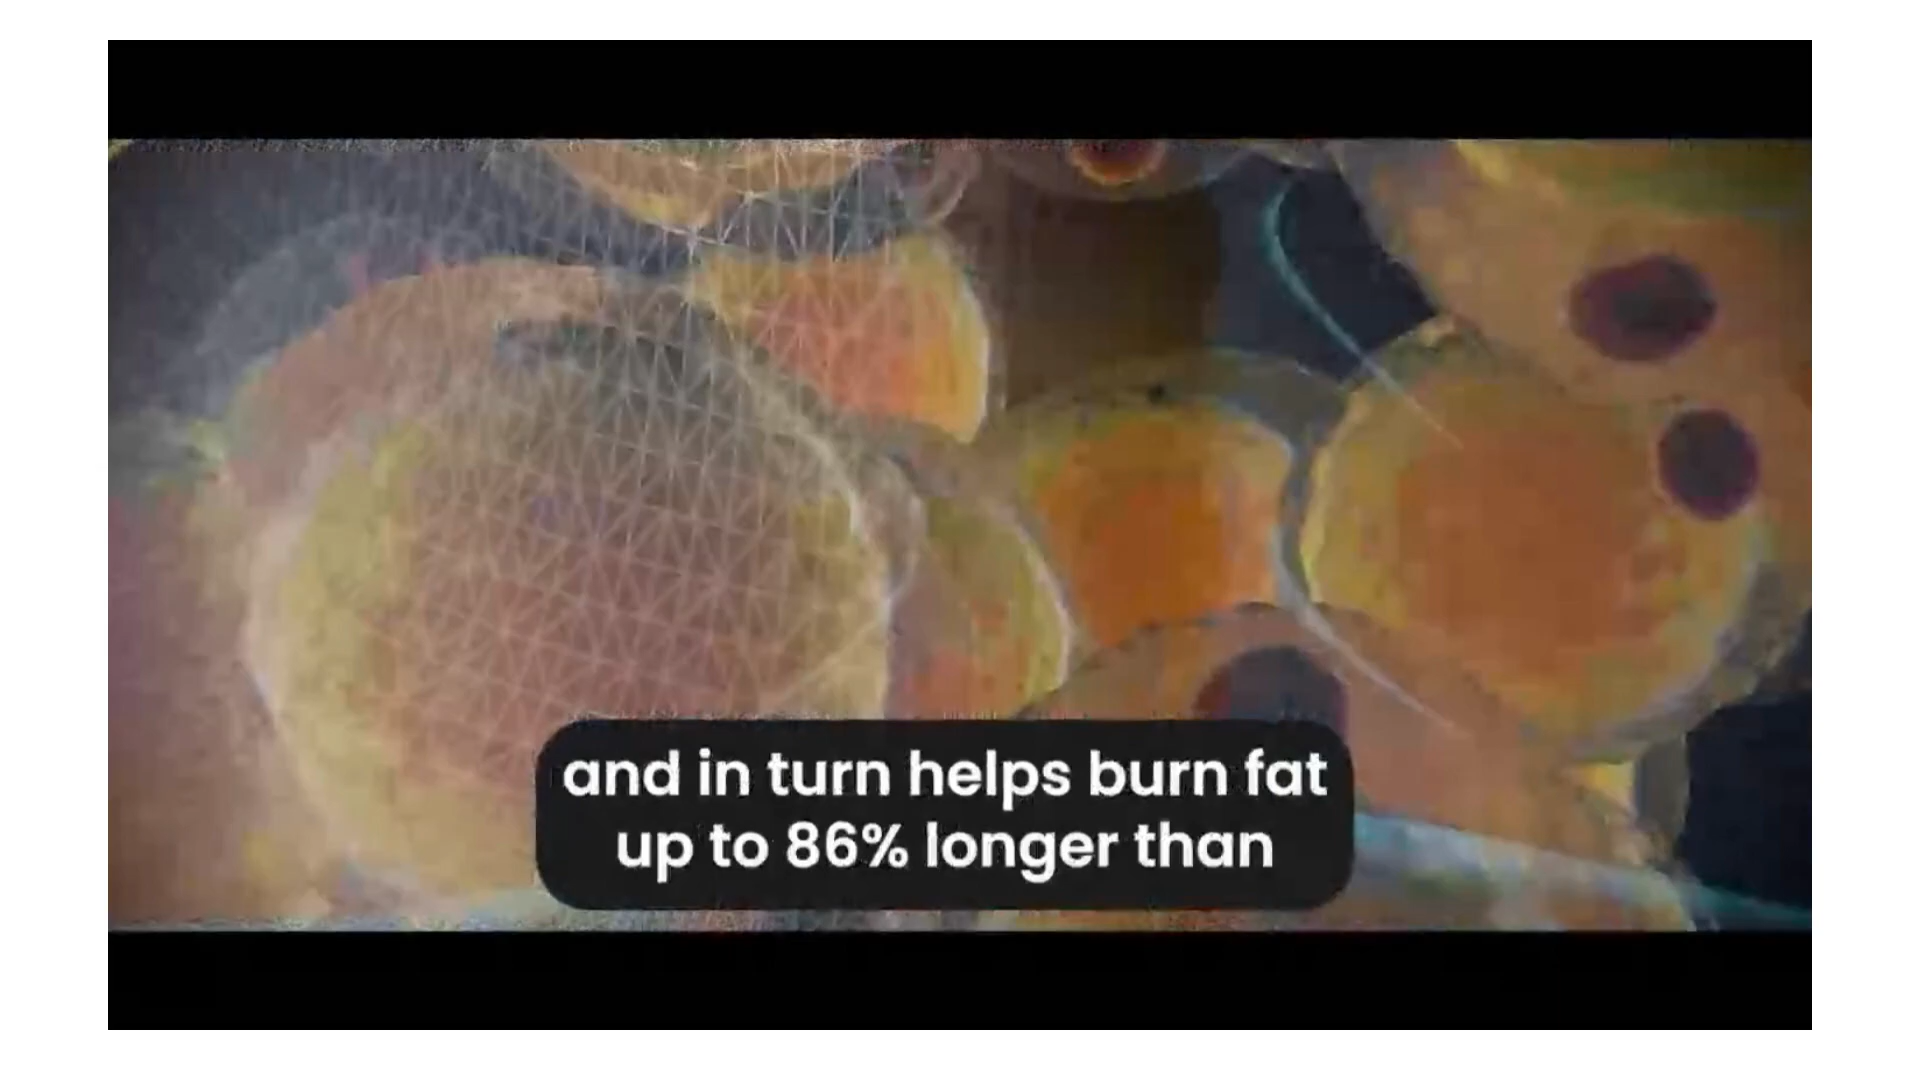 and in turn helps burn fat
up to 86% longer than